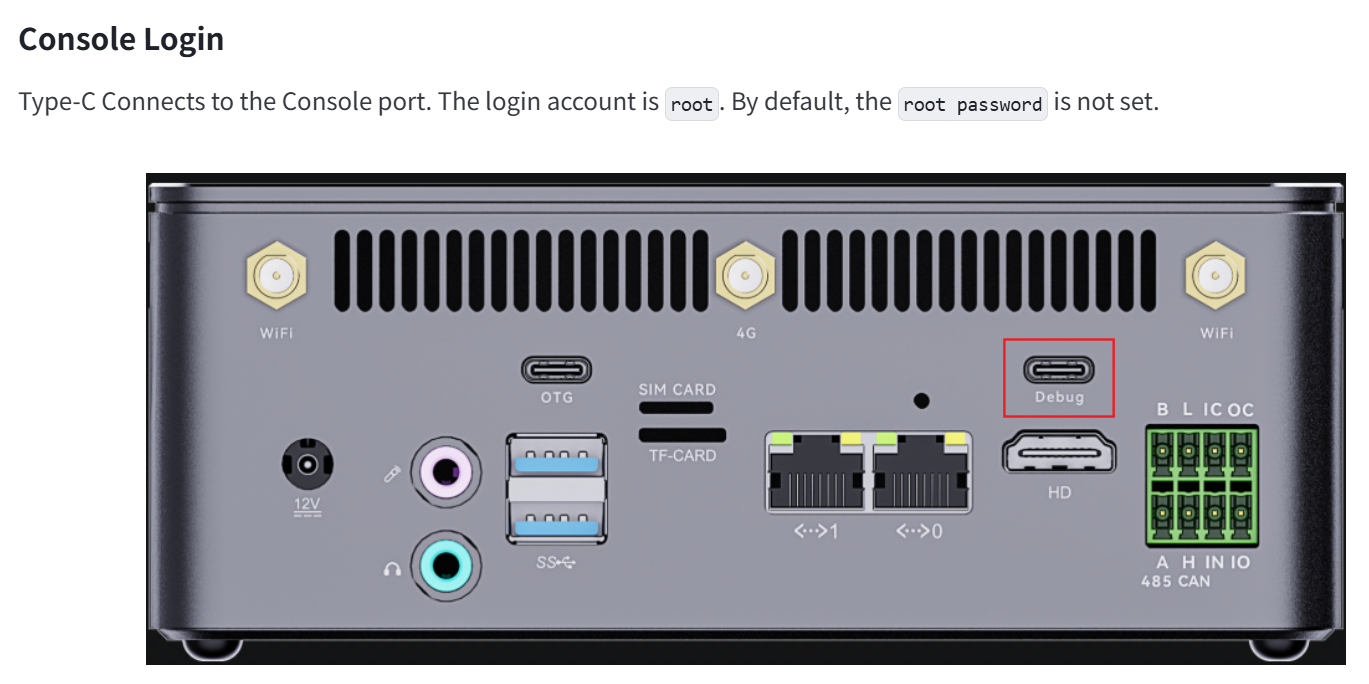 Console Login
Type-C Connects to the Console port. The login account is root. By default, the root password is not set.
WiFi
4G
WiFi
OTG
SIM CARD
TF-CARD
Debug
B L IC OC
12V
HD
<··>1
<··>0
SS
A H IN IO
485 CAN